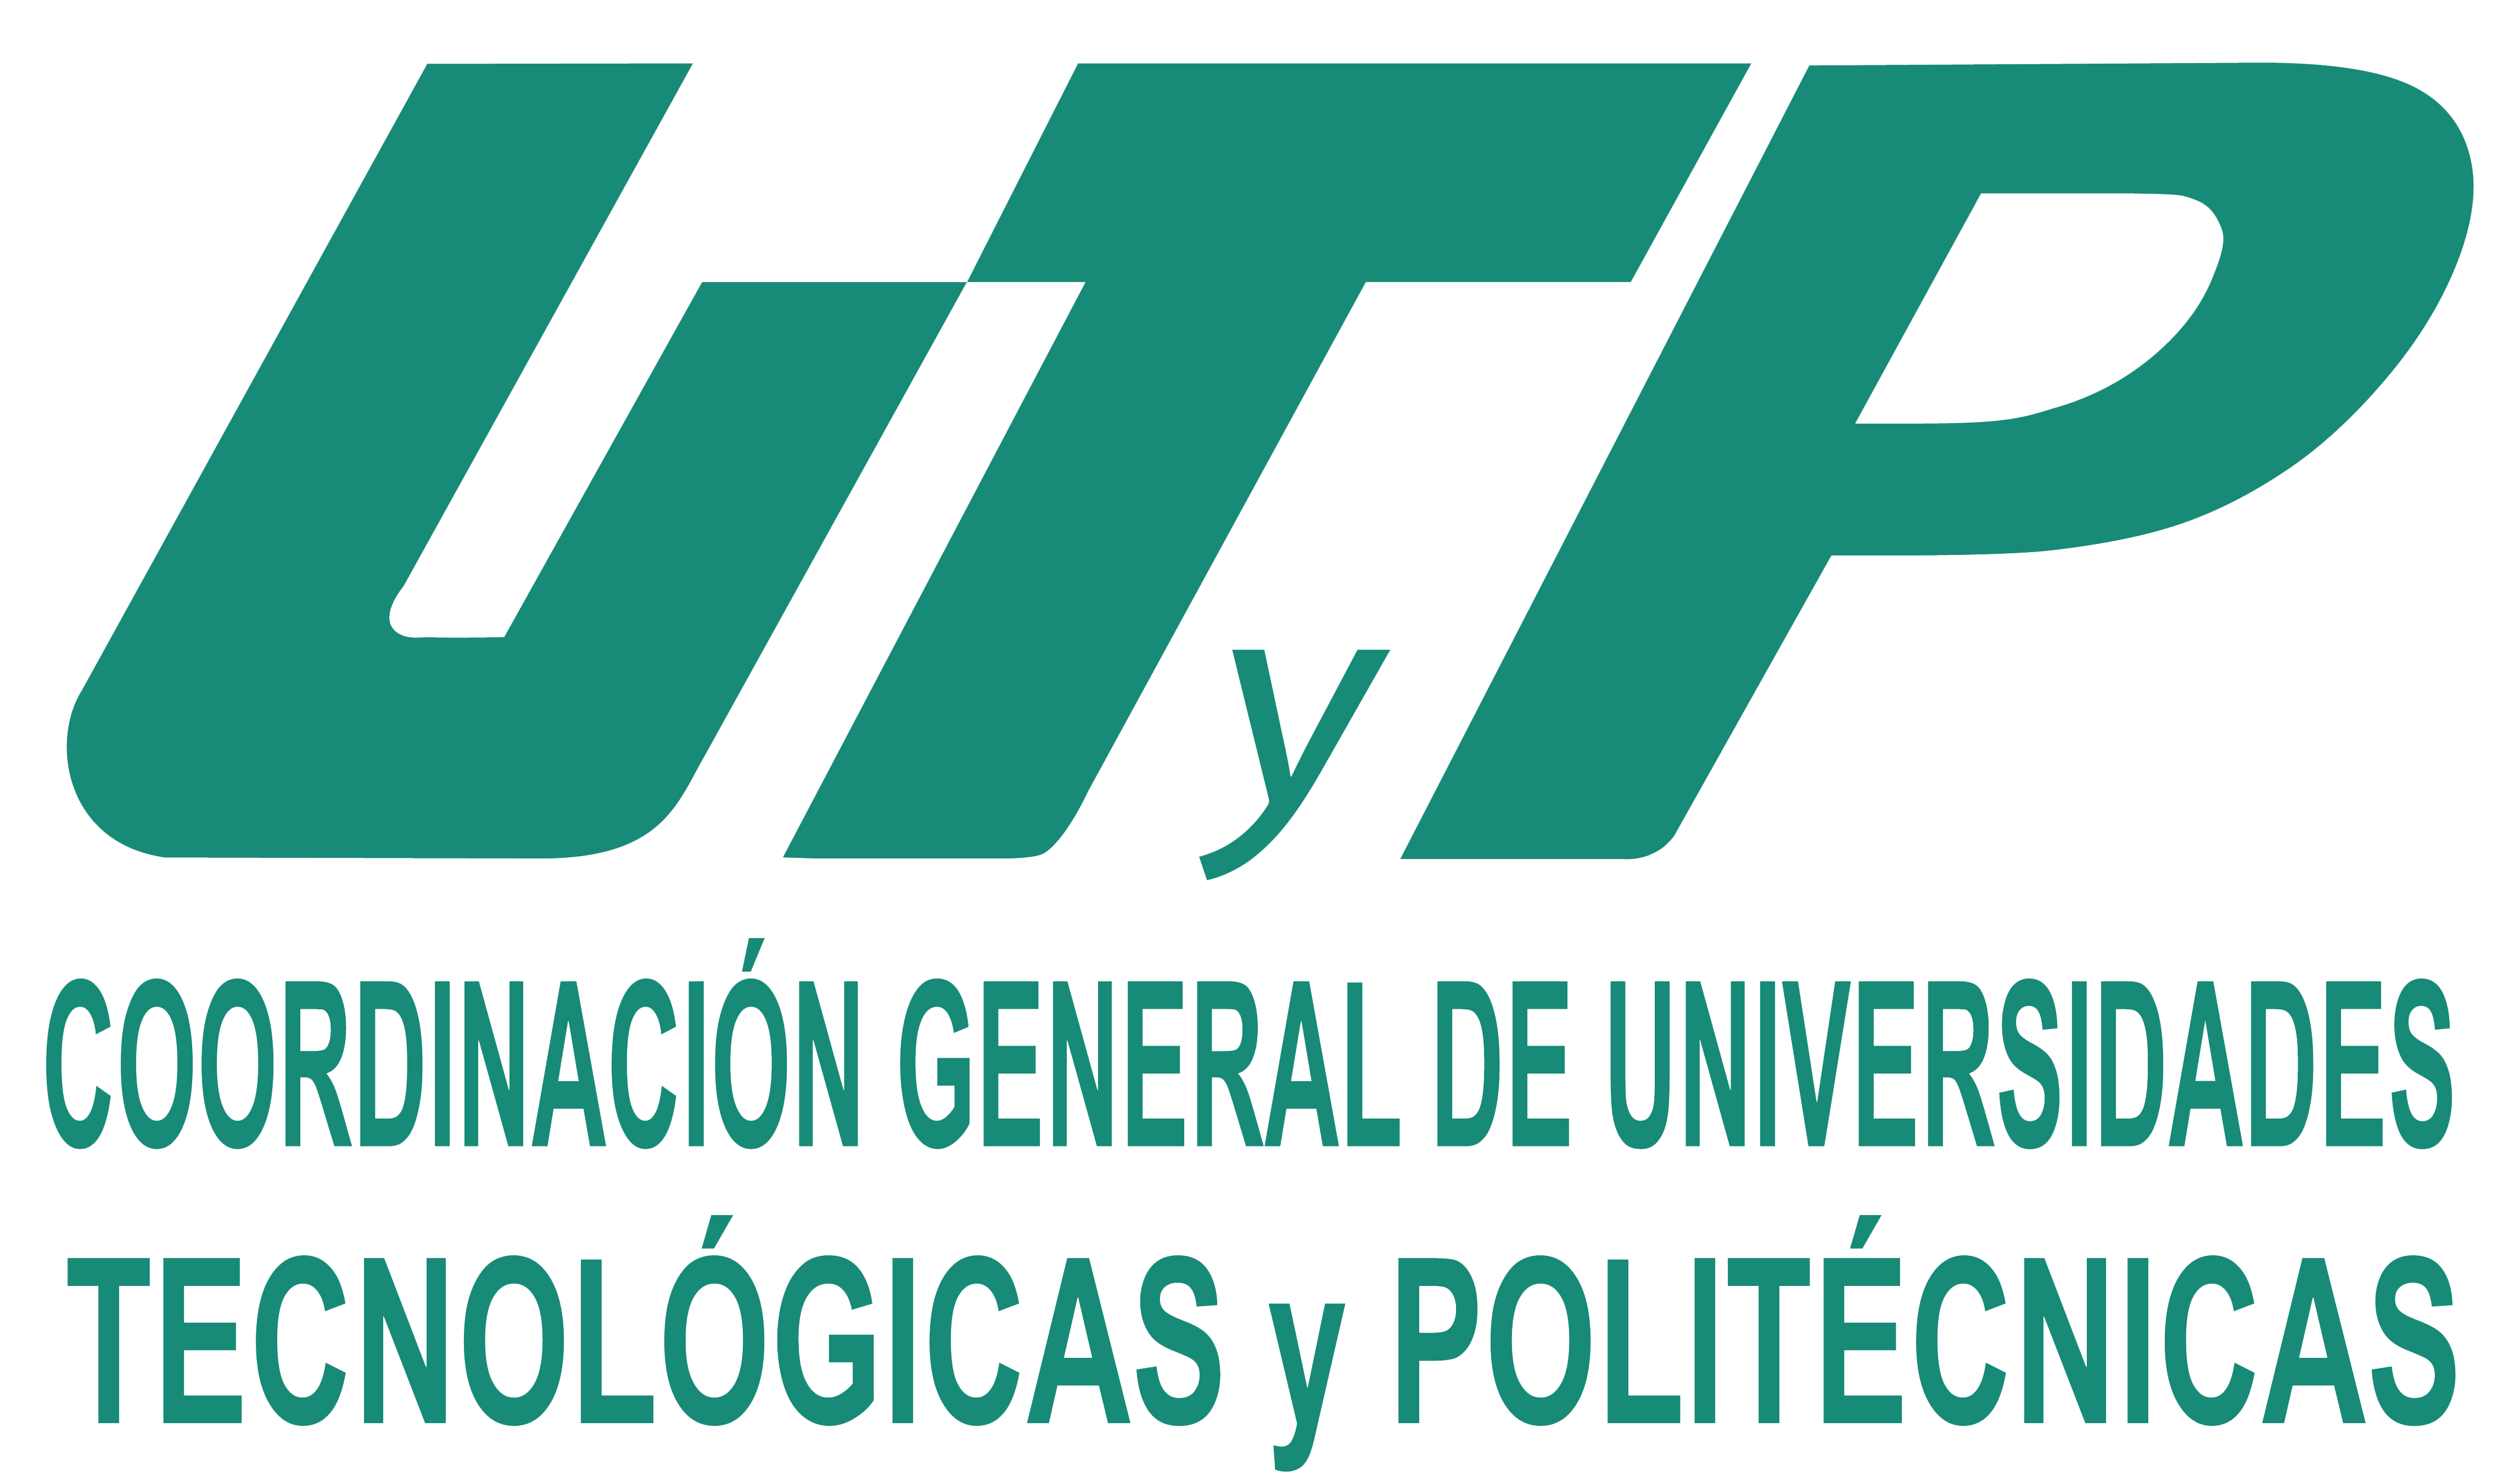 UTyP
COORDINACIÓN GENERAL DE UNIVERSIDADES
TECNOLÓGICAS y POLITÉCNICAS